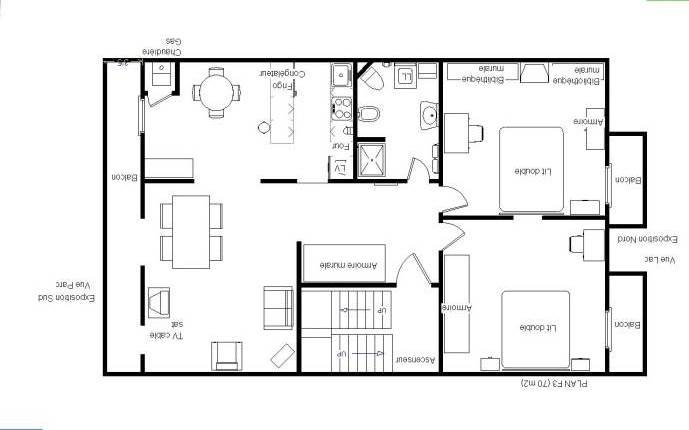 PLAN F3 (70 m2)
Ascenseur
UP
TV cable
sat
Lit double
Balcon
Armoire
UP
Exposition Sud
Vue Parc
Armoire murale
Vue Lac
Exposition Nord
Balcon
Balcon
Lit double
LV
Four
Armoire
Frigo
Congélateur
Bibliothèque
murale
Bibliothèque
murale
LL
Chaudière
Gas